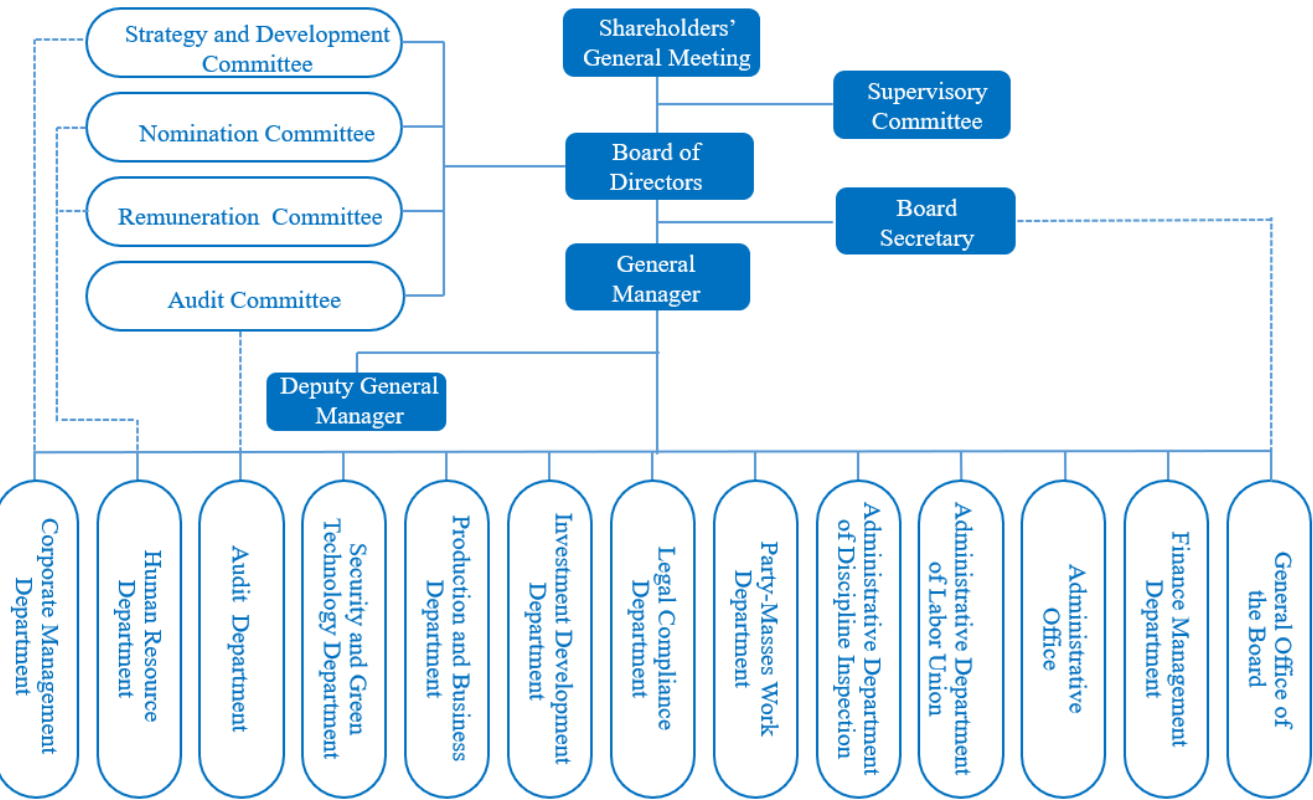 Strategy and Development
Committee
Nomination Committee
Remuneration Committee
Audit Committee
Shareholders’
General Meeting
Supervisory
Committee
Board of
Directors
Board
Secretary
General
Manager
Deputy General
Manager
Corporate Management
Department
Human Resource
Department
Audit Department
Security and Green
Technology Department
Production and Business
Department
Investment Development
Department
Legal Compliance
Department
Party-Masses Work
Department
Administrative Department
of Discipline Inspection
Administrative Department
of Labor Union
Administrative
Office
Finance Management
Department
General Office of
the Board